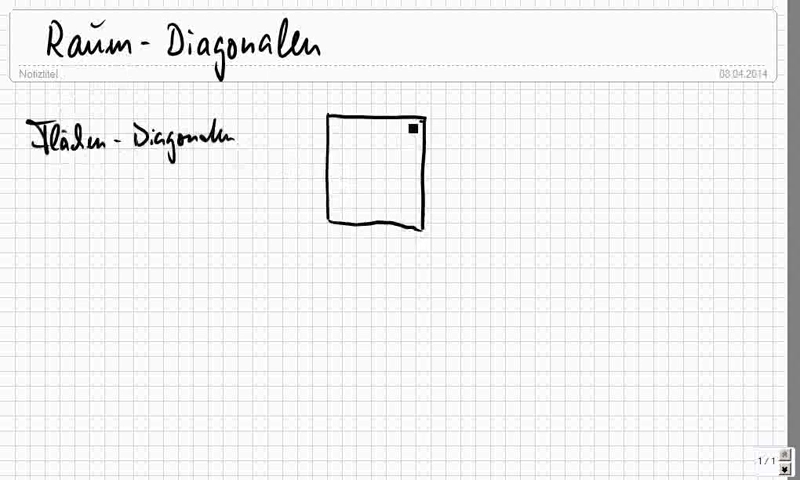 Raum - Diagonalen
Notiztitel
03.04.2014
Flächen - Diagonalen
1/1